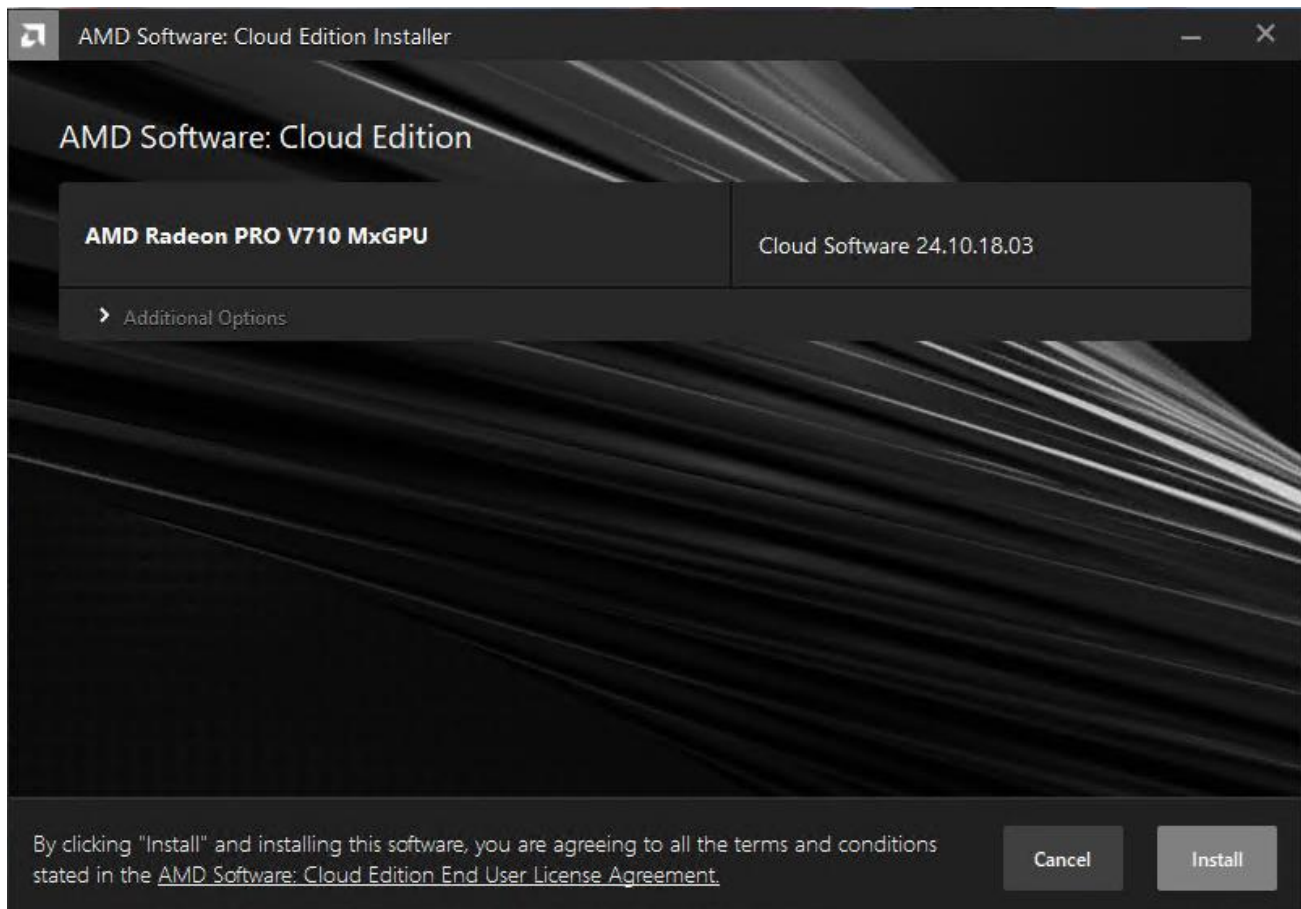 AMD Software: Cloud Edition Installer
AMD Software: Cloud Edition
AMD Radeon PRO V710 MxGPU
Cloud Software 24.10.18.03
Additional Options
By clicking "Install" and installing this software, you are agreeing to all the terms and conditions
stated in the AMD Software: Cloud Edition End User License Agreement.
Cancel
Install